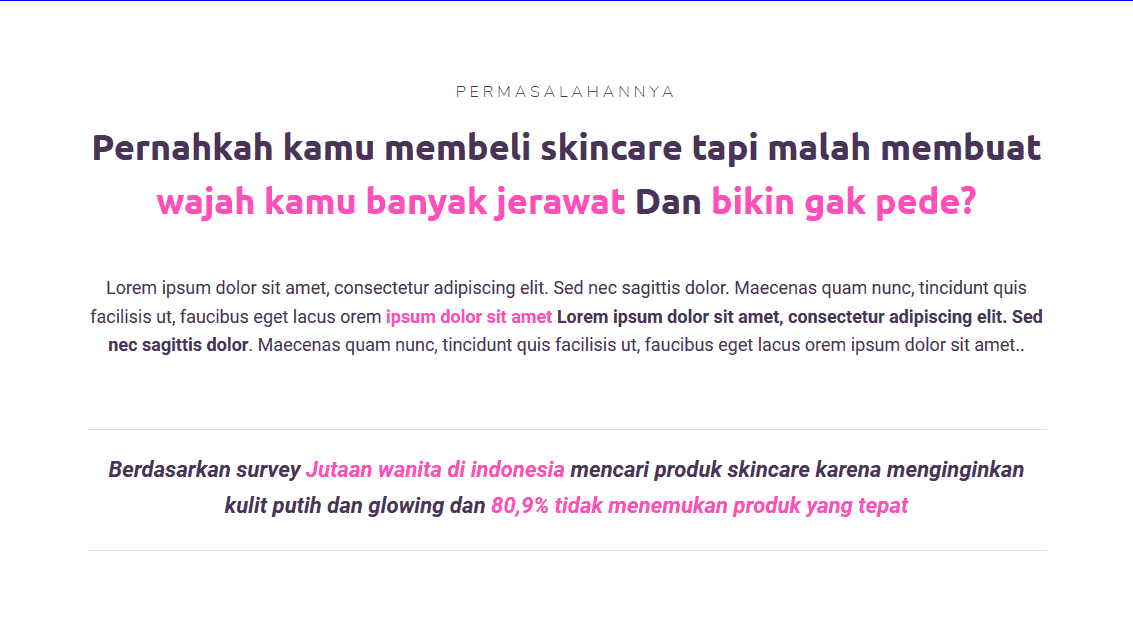 PERMASALAHANNYA
Pernahkah kamu membeli skincare tapi malah membuat
wajah kamu banyak jerawat Dan bikin gak pede?
Lorem ipsum dolor sit amet, consectetur adipiscing elit. Sed nec sagittis dolor. Maecenas quam nunc, tincidunt quis
facilisis ut, faucibus eget lacus orem ipsum dolor sit amet Lorem ipsum dolor sit amet, consectetur adipiscing elit. Sed
nec sagittis dolor. Maecenas quam nunc, tincidunt quis facilisis ut, faucibus eget lacus orem ipsum dolor sit amet..
Berdasarkan survey Jutaan wanita di indonesia mencari produk skincare karena menginginkan
kulit putih dan glowing dan 80,9% tidak menemukan produk yang tepat